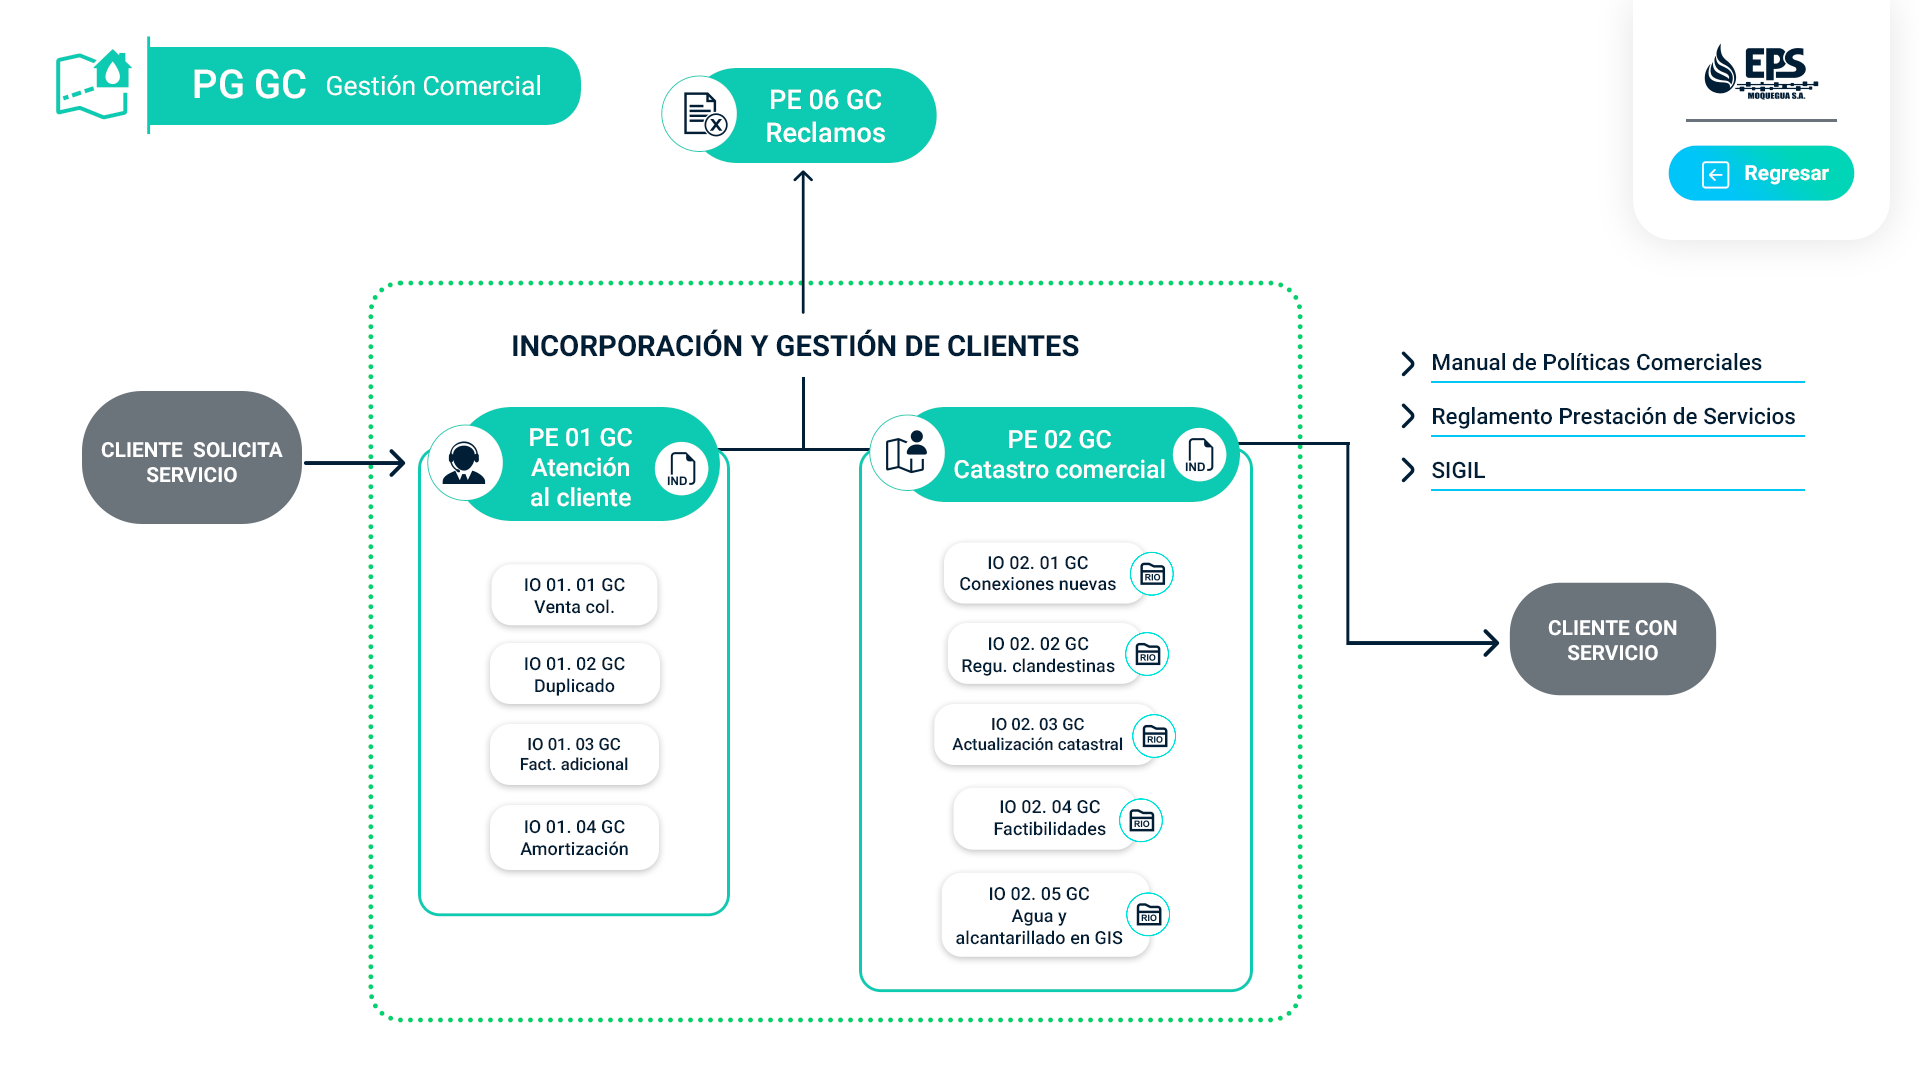 PG GC Gestión Comercial
PE 06 GC
Reclamos
X
EPS
MOQUEGUA S.A.
Regresar
INCORPORACIÓN Y GESTIÓN DE CLIENTES
CLIENTE SOLICITA
SERVICIO
PE 01 GC
Atención
al cliente
IND
IO 01. 01 GC
Venta col.
IO 01. 02 GC
Duplicado
IO 01. 03 GC
Fact. adicional
IO 01. 04 GC
Amortización
PE 02 GC
Catastro comercial
IND
IO 02. 01 GC
Conexiones nuevas
RIO
IO 02. 02 GC
Regu. clandestinas
RIO
IO 02. 03 GC
Actualización catastral
RIO
IO 02. 04 GC
Factibilidades
RIO
IO 02. 05 GC
Agua y
alcantarillado en GIS
RIO
Manual de Políticas Comerciales
Reglamento Prestación de Servicios
SIGIL
CLIENTE CON
SERVICIO